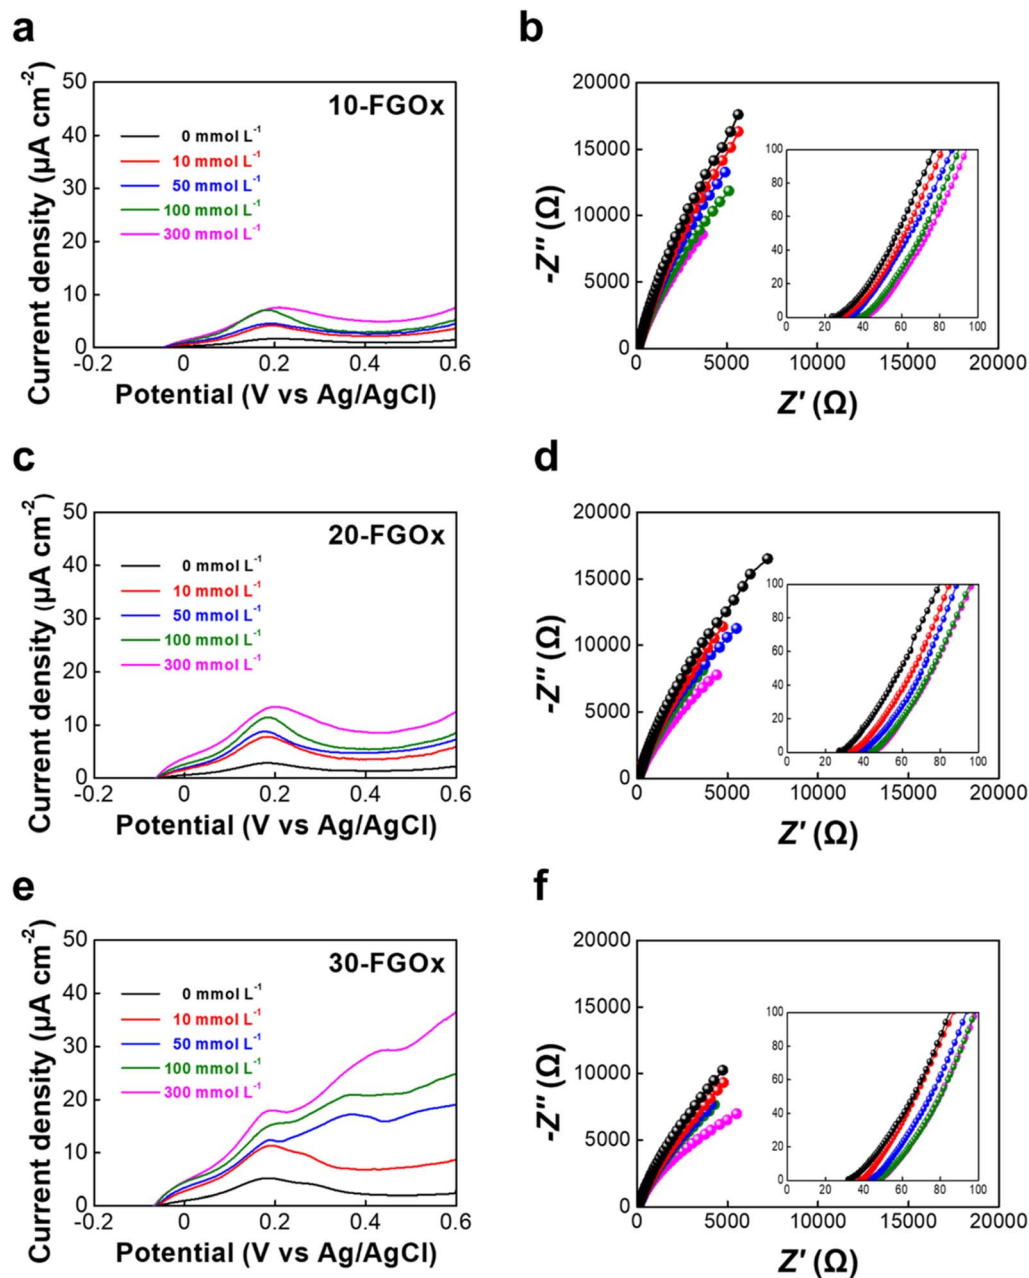 a
50
40
30
20
10
0
-0.2
0
0.2
0.4
0.6
Current density (µA cm⁻²)
Potential (V vs Ag/AgCl)
10-FGOx
0 mmol L⁻¹
10 mmol L⁻¹
50 mmol L⁻¹
100 mmol L⁻¹
300 mmol L⁻¹
b
20000
15000
10000
5000
0
0
5000
10000
15000
20000
-Z″ (Ω)
Z′ (Ω)
100
80
60
40
20
0
0
20
40
60
80
100
c
50
40
30
20
10
0
-0.2
0
0.2
0.4
0.6
Current density (µA cm⁻²)
Potential (V vs Ag/AgCl)
20-FGOx
0 mmol L⁻¹
10 mmol L⁻¹
50 mmol L⁻¹
100 mmol L⁻¹
300 mmol L⁻¹
d
20000
15000
10000
5000
0
0
5000
10000
15000
20000
-Z″ (Ω)
Z′ (Ω)
100
80
60
40
20
0
0
20
40
60
80
100
e
50
40
30
20
10
0
-0.2
0
0.2
0.4
0.6
Current density (µA cm⁻²)
Potential (V vs Ag/AgCl)
30-FGOx
0 mmol L⁻¹
10 mmol L⁻¹
50 mmol L⁻¹
100 mmol L⁻¹
300 mmol L⁻¹
f
20000
15000
10000
5000
0
0
5000
10000
15000
20000
-Z″ (Ω)
Z′ (Ω)
100
80
60
40
20
0
0
20
40
60
80
100